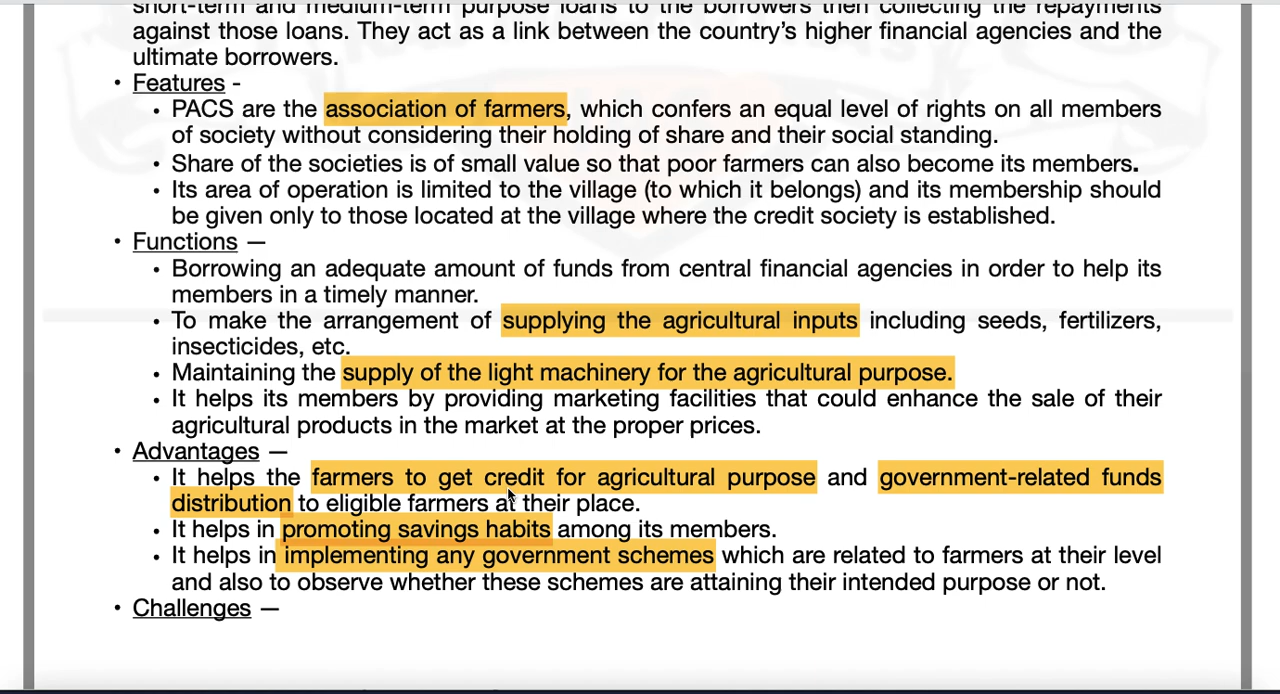 short-term and medium-term purpose loans to the borrowers then collecting the repayments
against those loans. They act as a link between the country's higher financial agencies and the
ultimate borrowers.
• Features -
• PACS are the association of farmers, which confers an equal level of rights on all members
of society without considering their holding of share and their social standing.
• Share of the societies is of small value so that poor farmers can also become its members.
• Its area of operation is limited to the village (to which it belongs) and its membership should
be given only to those located at the village where the credit society is established.
• Functions —
• Borrowing an adequate amount of funds from central financial agencies in order to help its
members in a timely manner.
• To make the arrangement of supplying the agricultural inputs including seeds, fertilizers,
insecticides, etc.
• Maintaining the supply of the light machinery for the agricultural purpose.
• It helps its members by providing marketing facilities that could enhance the sale of their
agricultural products in the market at the proper prices.
• Advantages —
• It helps the farmers to get credit for agricultural purpose and government-related funds
distribution to eligible farmers at their place.
• It helps in promoting savings habits among its members.
• It helps in implementing any government schemes which are related to farmers at their level
and also to observe whether these schemes are attaining their intended purpose or not.
• Challenges —